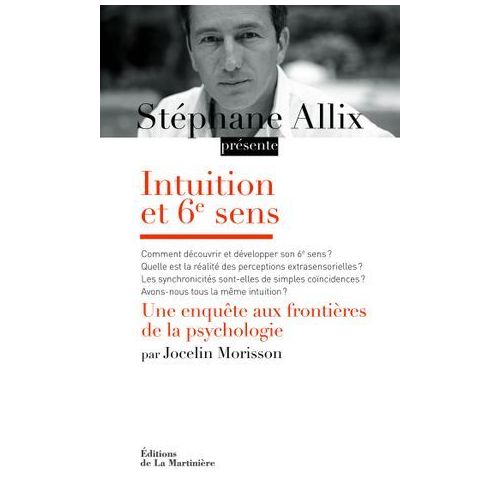 Stéphane Allix
présente
Intuition
et 6e sens
Comment découvrir et développer son 6e sens ?
Quelle est la réalité des perceptions extrasensorielles ?
Les synchronicités sont-elles de simples coïncidences ?
Avons-nous tous la même intuition ?
Une enquête aux frontières
de la psychologie
par Jocelin Morisson
Éditions
de La Martinière